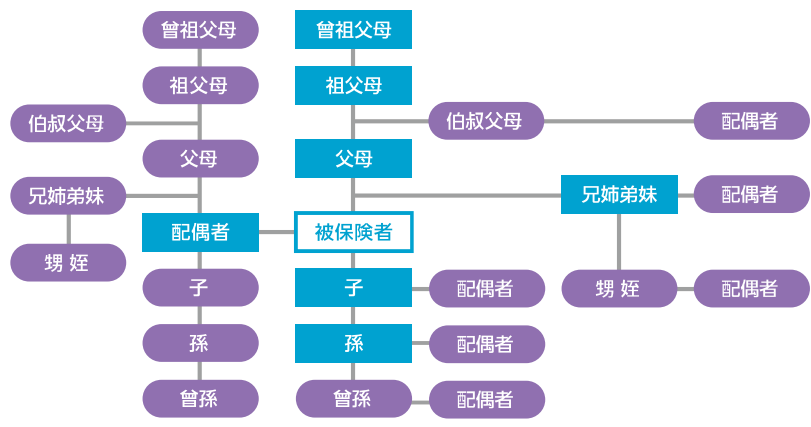 曾祖父母
曾祖父母
祖父母
祖父母
伯叔父母
伯叔父母
配偶者
父母
父母
兄姉弟妹
兄姉弟妹
配偶者
配偶者
被保険者
甥 姪
子
子
配偶者
甥 姪
配偶者
孫
孫
配偶者
曾孫
曾孫
配偶者